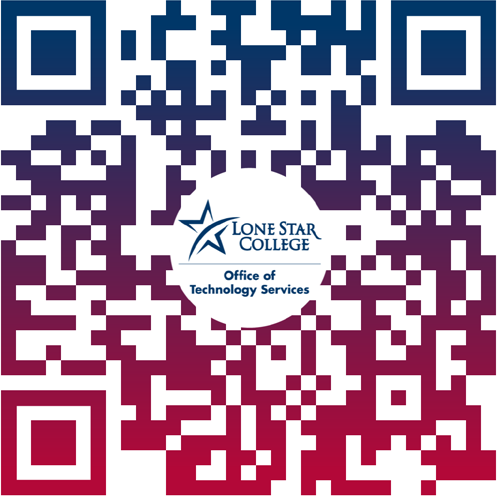 LONE STAR
COLLEGE
Office of
Technology Services